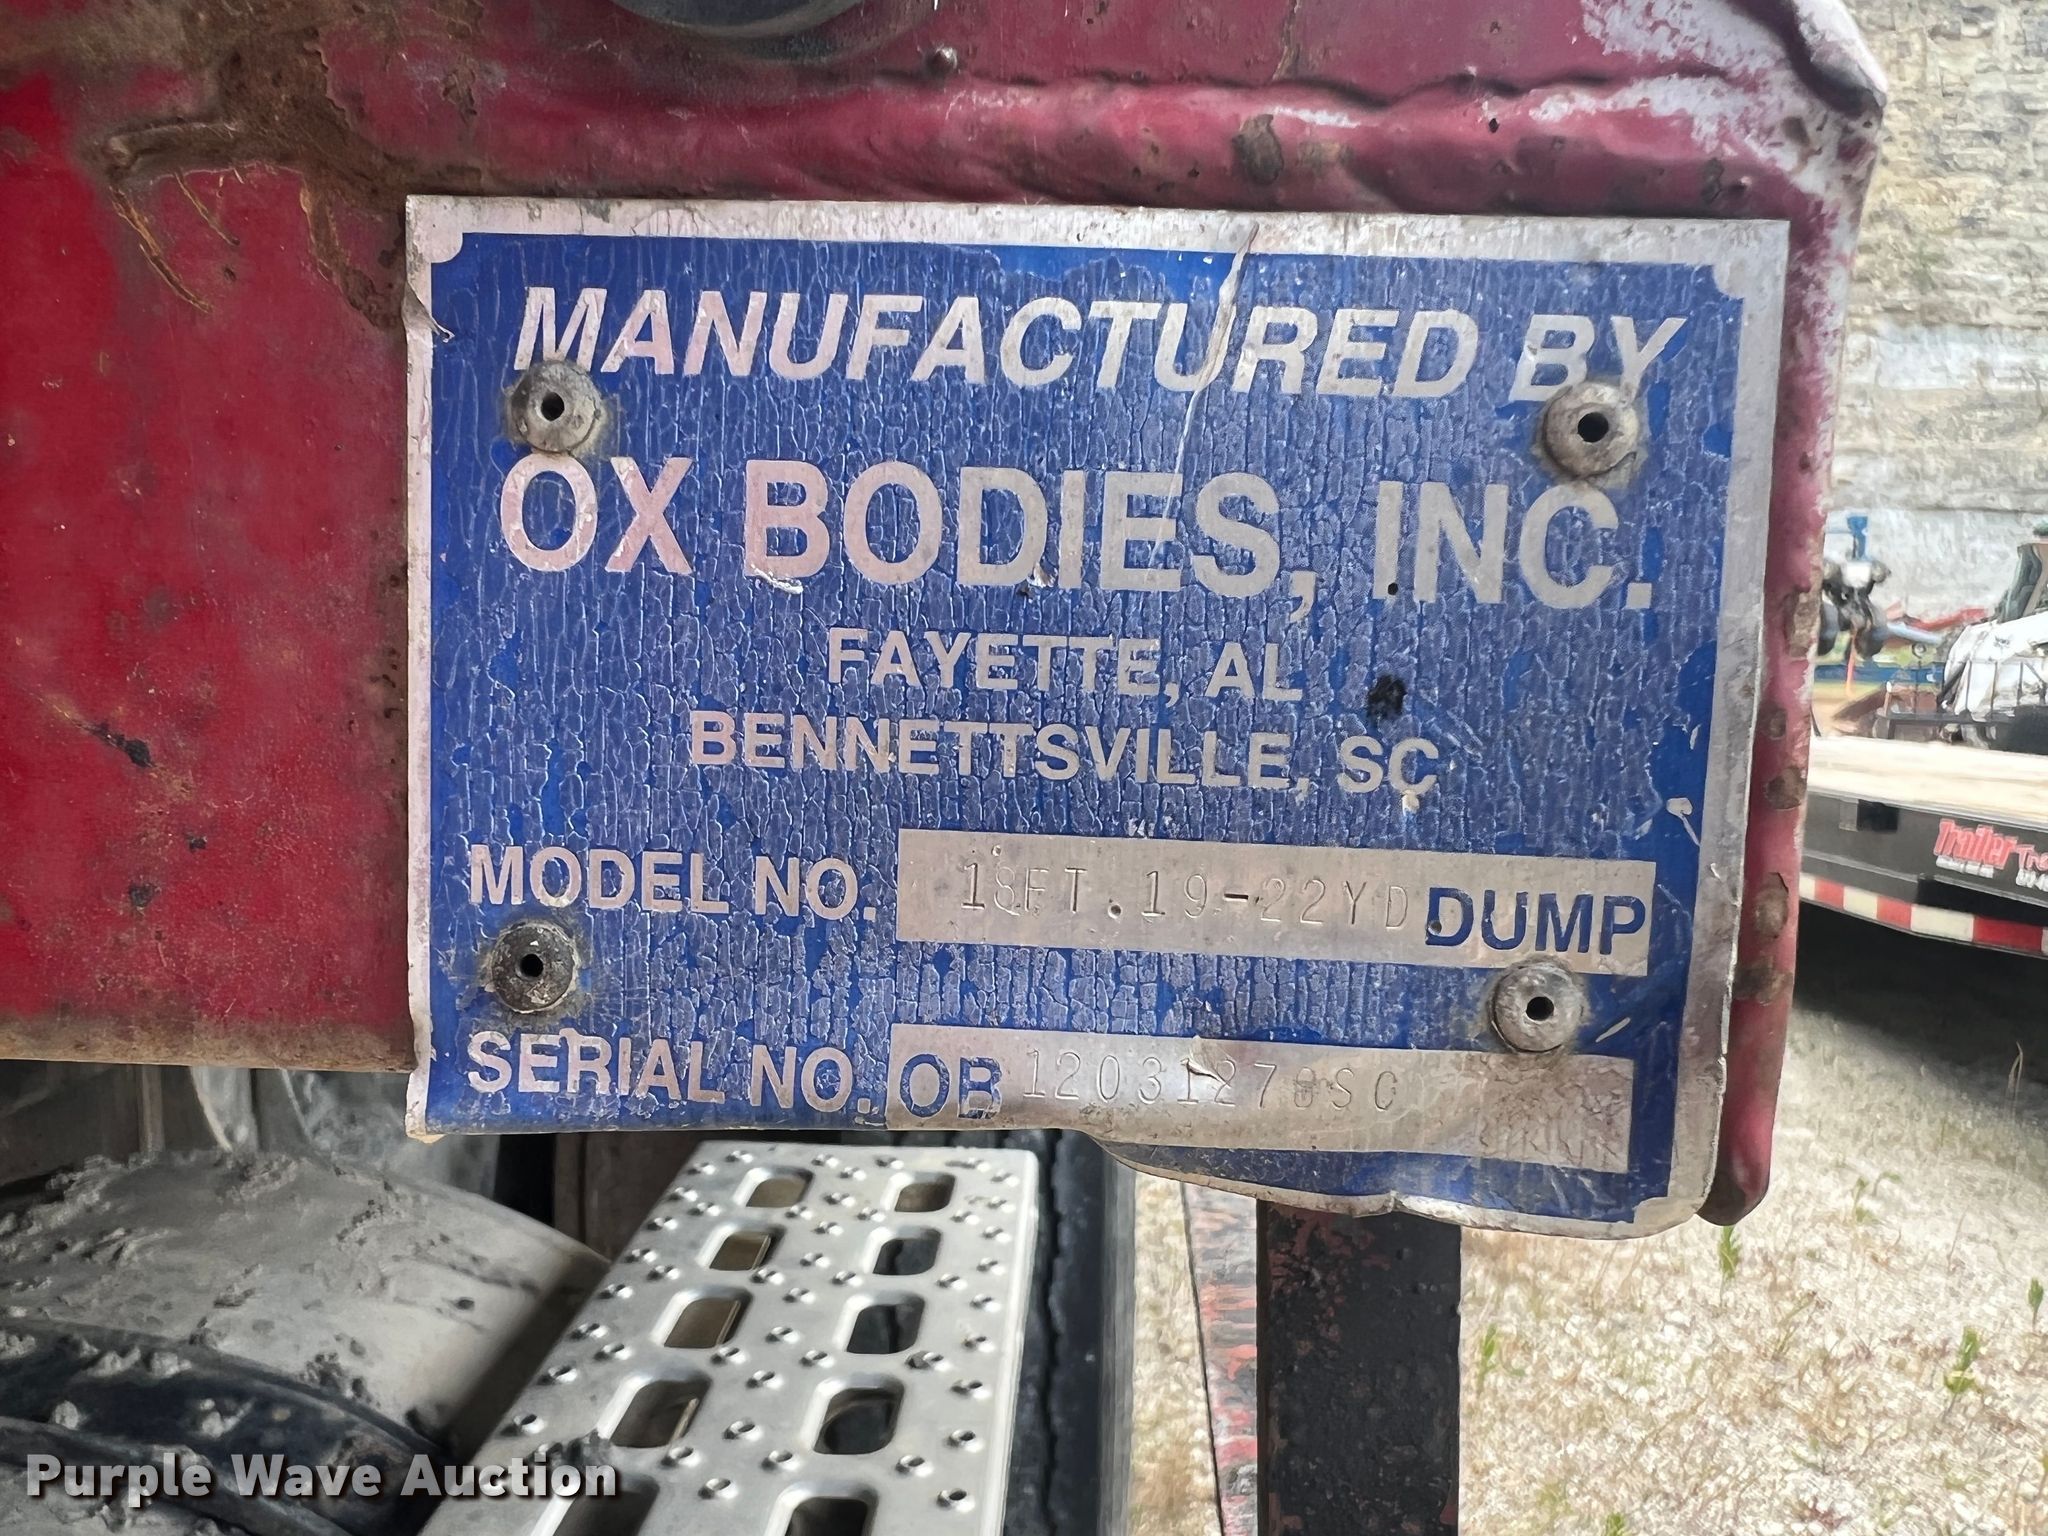 MANUFACTURED BY
OX BODIES, INC.
FAYETTE, AL
BENNETTSVILLE, SC
MODEL NO. 18FT.19-22YD DUMP
SERIAL NO. OB
Trailer
Purple Wave Auction